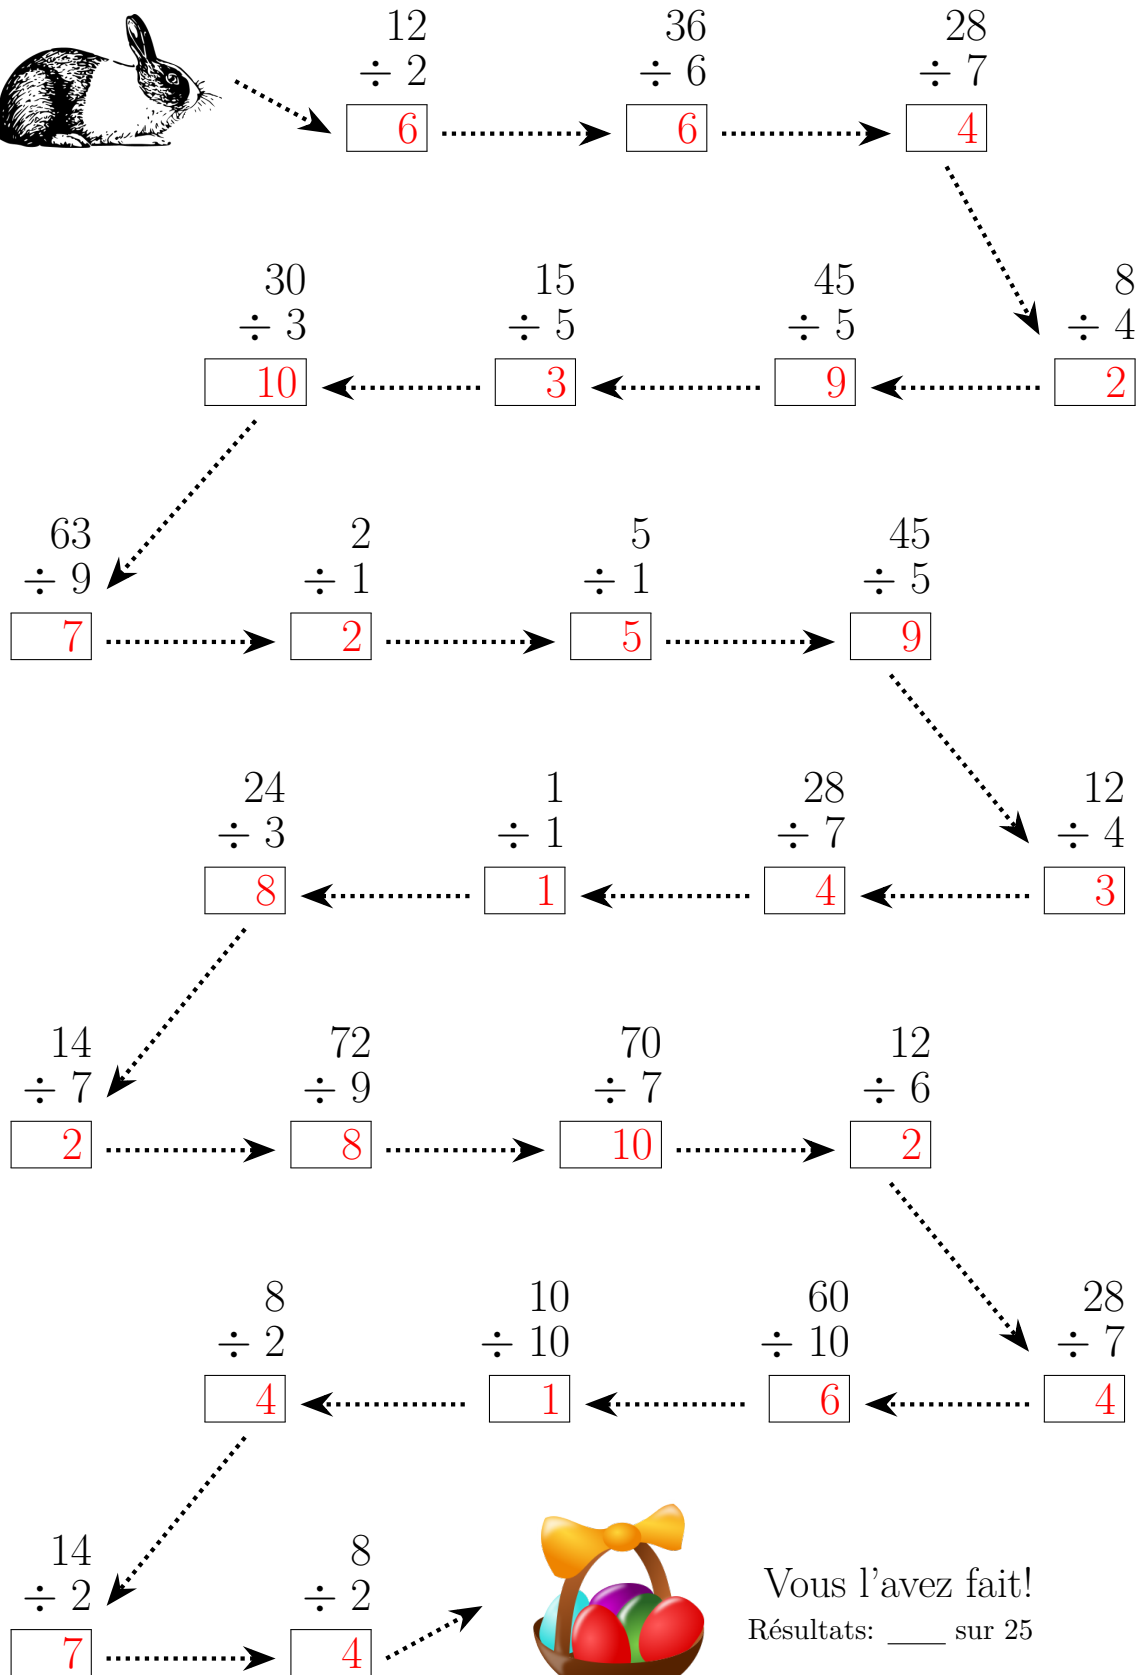 12 36 28
÷ 2 ÷ 6 ÷ 7
6 6 4
30 15 45 8
÷ 3 ÷ 5 ÷ 5 ÷ 4
10 3 9 2
63 2 5 45
÷ 9 ÷ 1 ÷ 1 ÷ 5
7 2 5 9
24 1 28 12
÷ 3 ÷ 1 ÷ 7 ÷ 4
8 1 4 3
14 72 70 12
÷ 7 ÷ 9 ÷ 7 ÷ 6
2 8 10 2
8 10 60 28
÷ 2 ÷ 10 ÷ 10 ÷ 7
4 1 6 4
14 8
÷ 2 ÷ 2
7 4
Vous l'avez fait!
Résultats: ____ sur 25